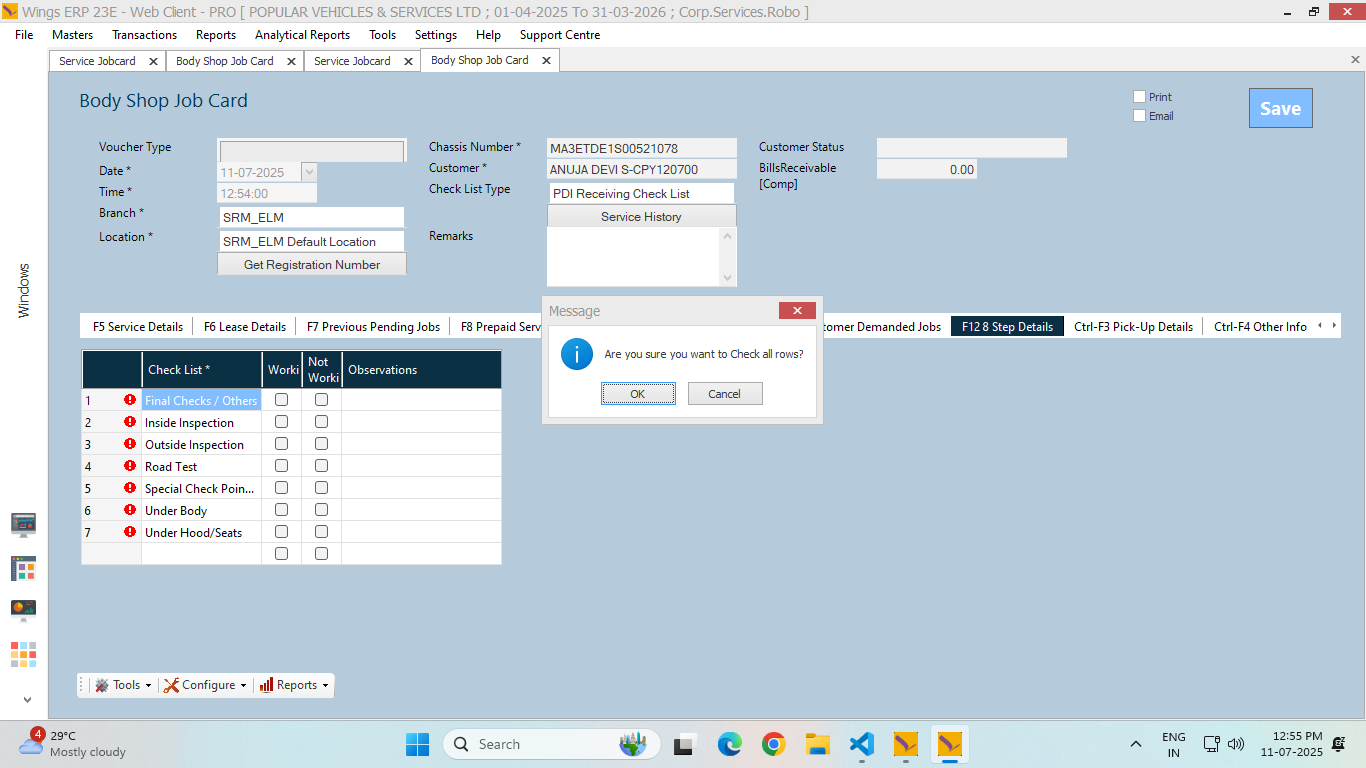 Wings ERP 23E - Web Client - PRO [ POPULAR VEHICLES & SERVICES LTD ; 01-04-2025 To 31-03-2026 ; Corp.Services.Robo ]
File Masters Transactions Reports Analytical Reports Tools Settings Help Support Centre
Service Jobcard Body Shop Job Card Service Jobcard Body Shop Job Card
Body Shop Job Card
Print
Email
Save
Voucher Type
Date * 11-07-2025
Time * 12:54:00
Branch * SRM_ELM
Location * SRM_ELM Default Location
Get Registration Number
Chassis Number * MA3ETDE1S00521078
Customer * ANUJA DEVI S-CPY120700
Check List Type PDI Receiving Check List
Service History
Remarks
Customer Status
BillsReceivable 0.00
[Comp]
Windows
F5 Service Details F6 Lease Details F7 Previous Pending Jobs F8 Prepaid Serv tomer Demanded Jobs F12 8 Step Details Ctrl-F3 Pick-Up Details Ctrl-F4 Other Info
Message
Are you sure you want to Check all rows?
OK Cancel
Check List * Worki Not Worki Observations
1 Final Checks / Others
2 Inside Inspection
3 Outside Inspection
4 Road Test
5 Special Check Poin...
6 Under Body
7 Under Hood/Seats
Tools Configure Reports
4
29°C
Mostly cloudy
Search
ENG
IN
12:55 PM
11-07-2025